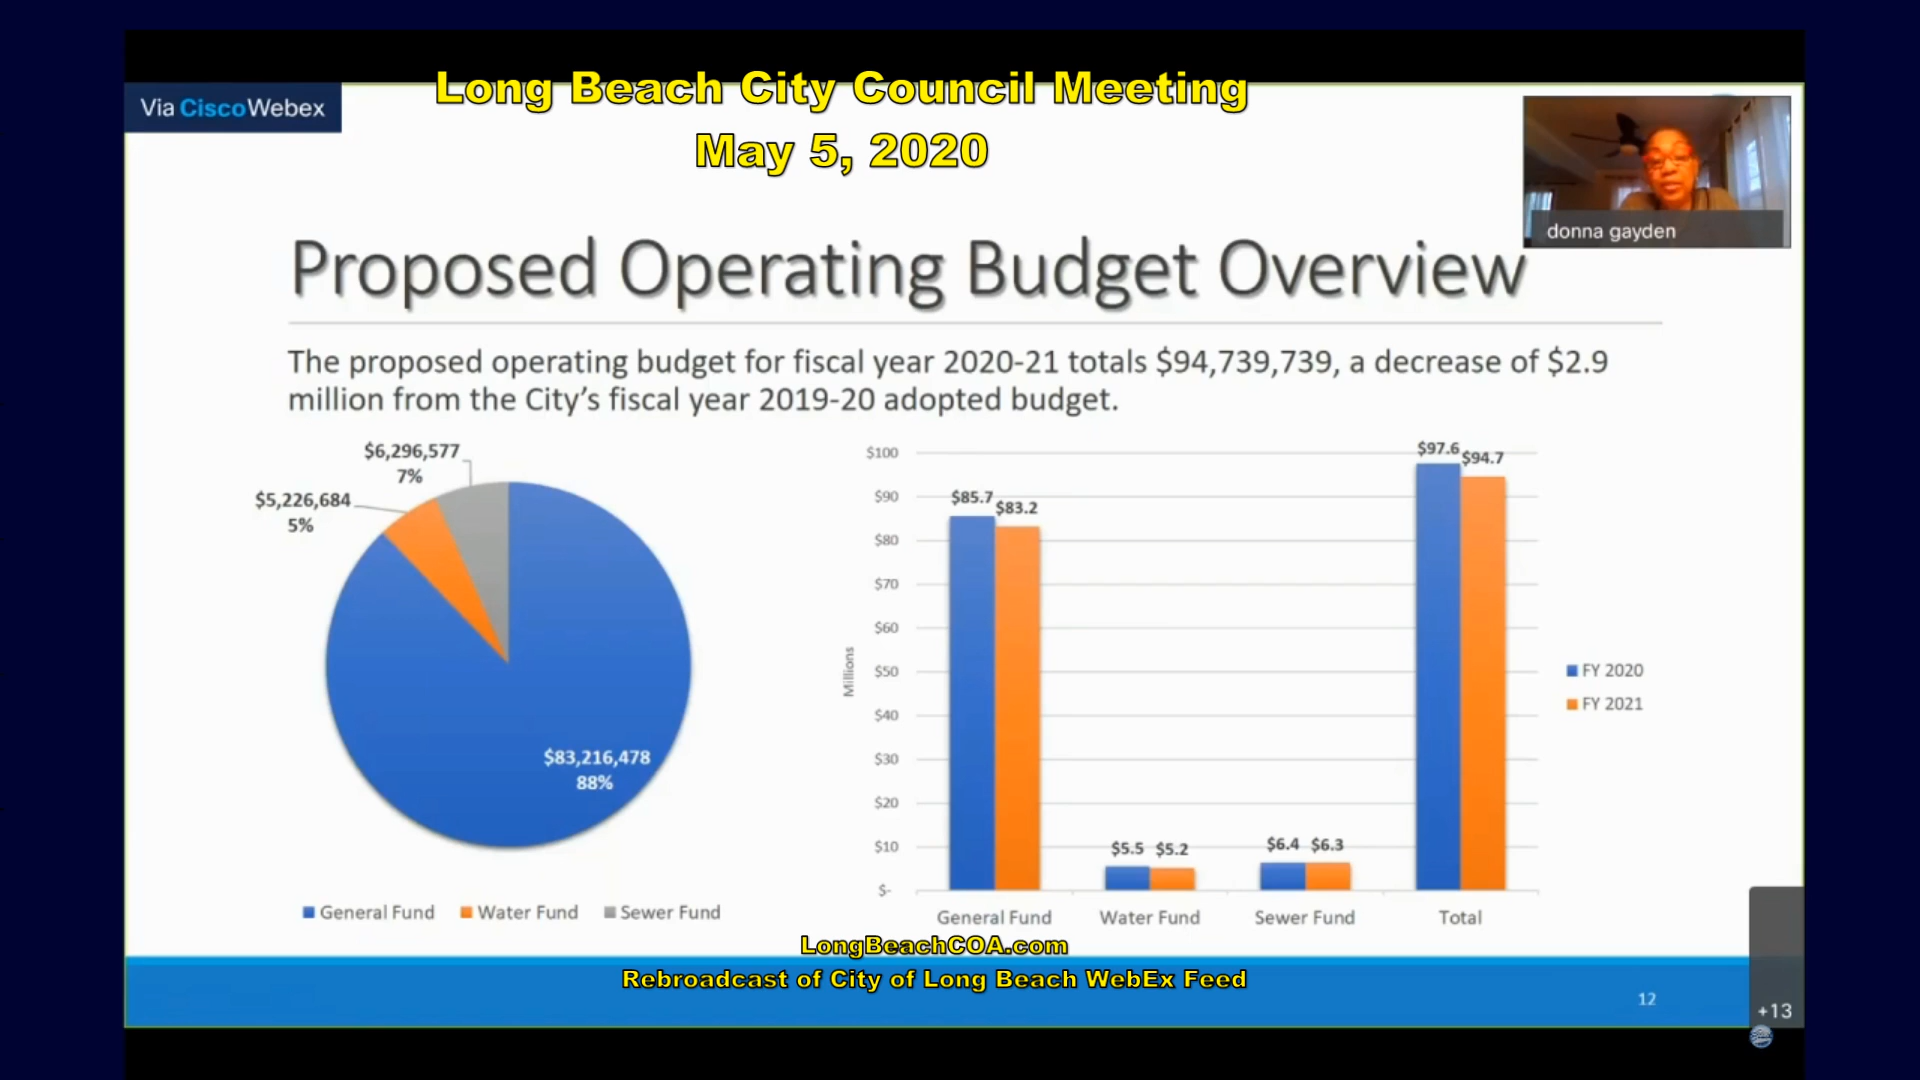 Via Cisco Webex
Long Beach City Council Meeting
May 5, 2020
donna gayden
Proposed Operating Budget Overview
The proposed operating budget for fiscal year 2020-21 totals $94,739,739, a decrease of $2.9
million from the City's fiscal year 2019-20 adopted budget.
$6,296,577
7%
$5,226,684
5%
$83,216,478
88%
General Fund
Water Fund
Sewer Fund
$100
$90
$80
$70
$60
$50
$40
$30
$20
$10
$-
Millions
$85.7
$83.2
$5.5
$5.2
$6.4
$6.3
$97.6
$94.7
General Fund
Water Fund
Sewer Fund
Total
FY 2020
FY 2021
LongBeachCOA.com
Rebroadcast of City of Long Beach WebEx Feed
12
+13